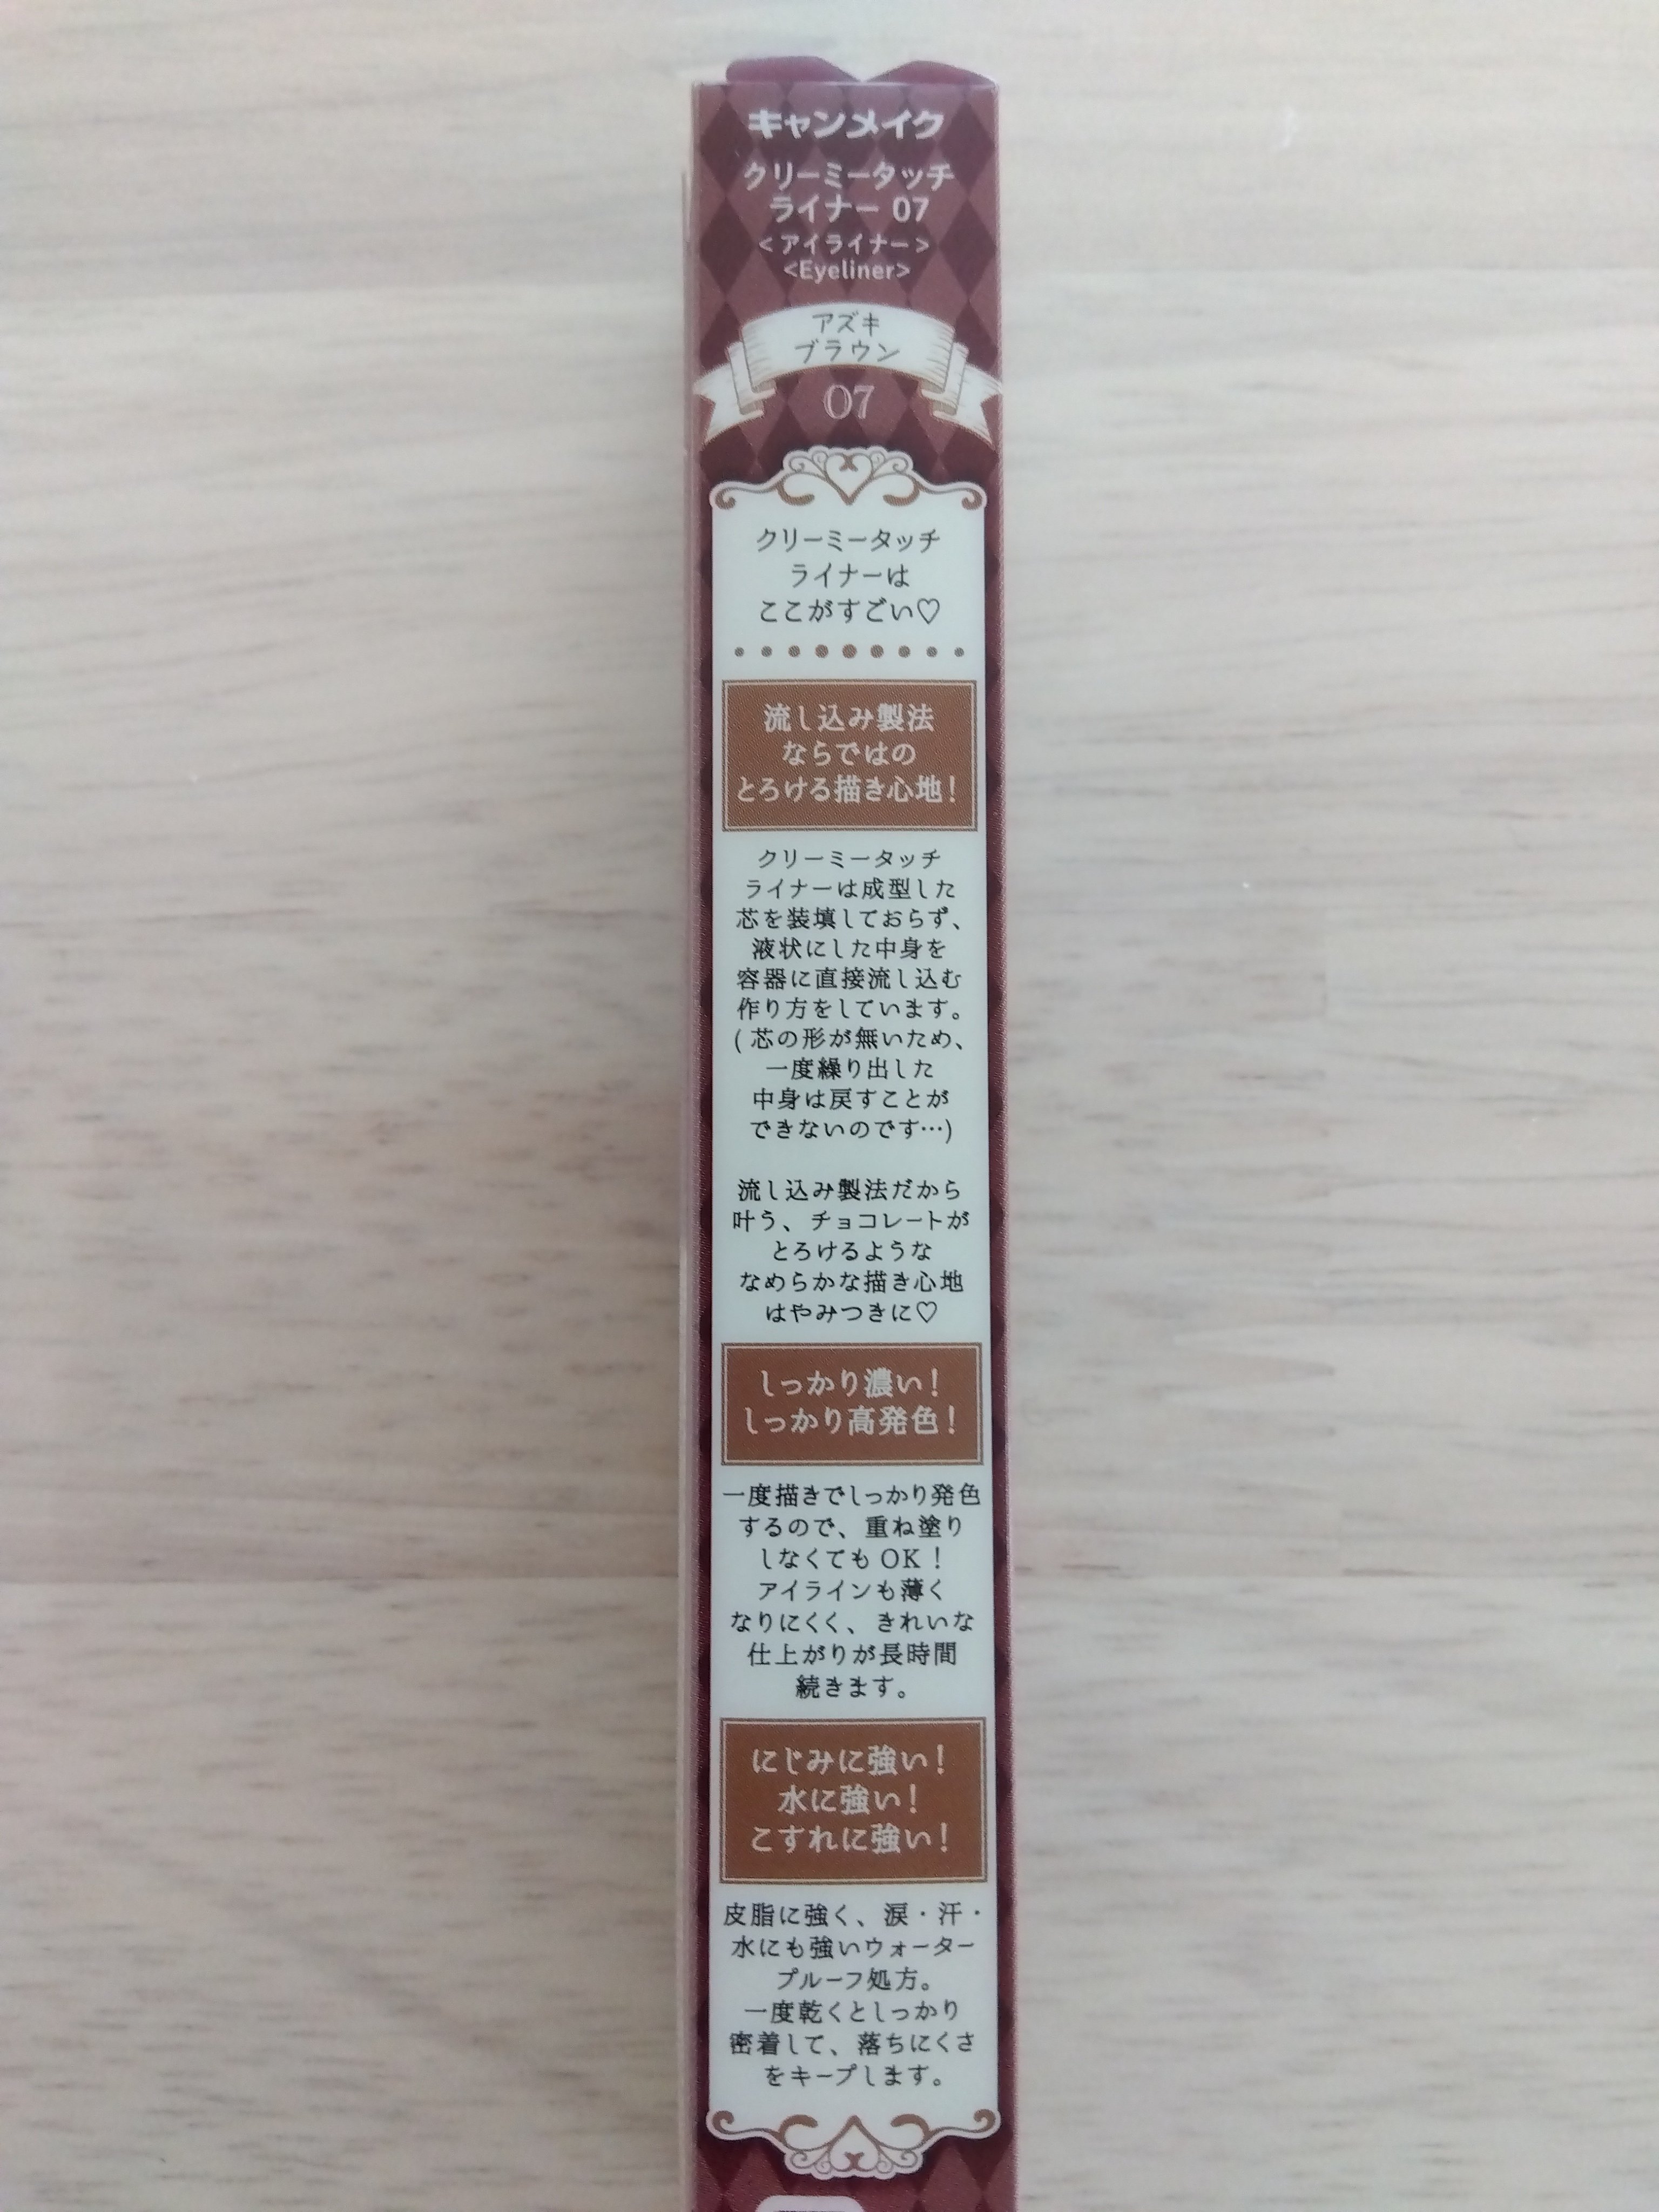 キャンメイク
クリーミータッチ
ライナー 07
<アイライナー>
<Eyeliner>
アズキ
ブラウン
07
クリーミータッチ
ライナーは
ここがすごい♡
流し込み製法
ならではの
とろける描き心地!
クリーミータッチ
ライナーは成型した
芯を装填しておらず、
液状にした中身を
容器に直接流し込む
作り方をしています。
(芯の形が無いため、
一度繰り出した
中身は戻すことが
できないのです…)
流し込み製法だから
叶う、チョコレートが
とろけるような
なめらかな描き心地
はやみつきに♡
しっかり濃い!
しっかり高発色!
一度描きでしっかり発色
するので、重ね塗り
しなくてもOK!
アイラインも薄く
なりにくく、きれいな
仕上がりが長時間
続きます。
にじみに強い!
水に強い!
こすれに強い!
皮脂に強く、涙・汗・
水にも強いウォーター
プルーフ処方。
一度乾くとしっかり
密着して、落ちにくさ
をキープします。